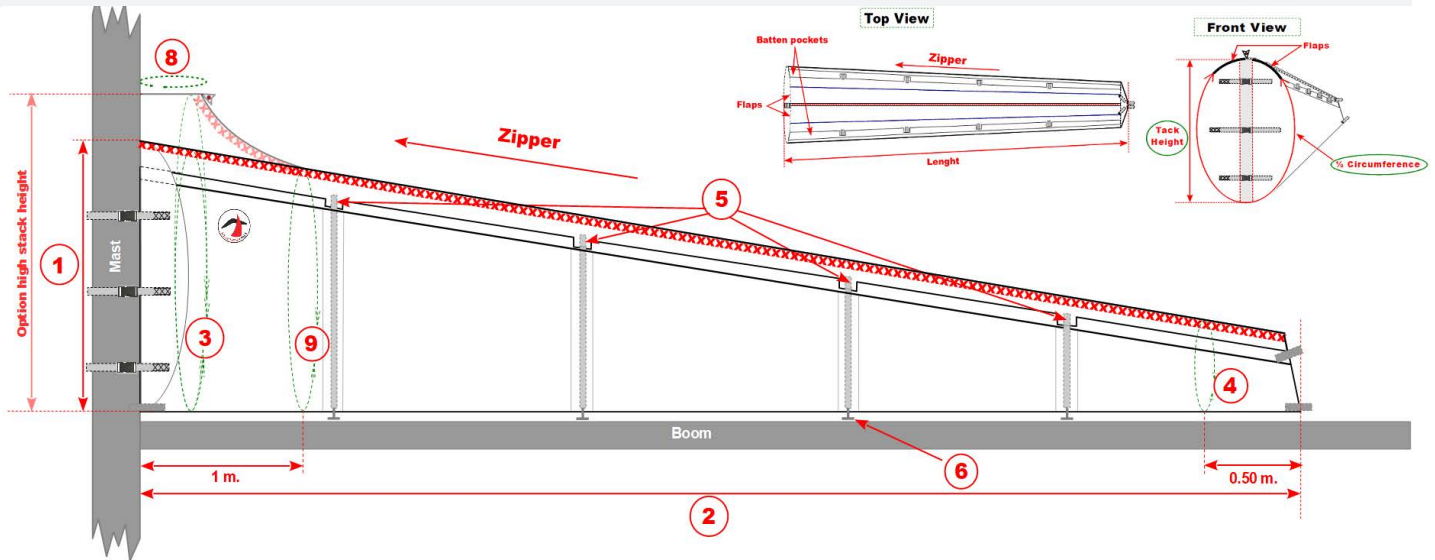 Top View
Batten pockets
Zipper
Flaps
Lenght
Front View
Flaps
Tack
Height
½ Circumference
8
Zipper
Option high stack height
1
Mast
3
9
5
4
Boom
1 m.
6
0.50 m.
2